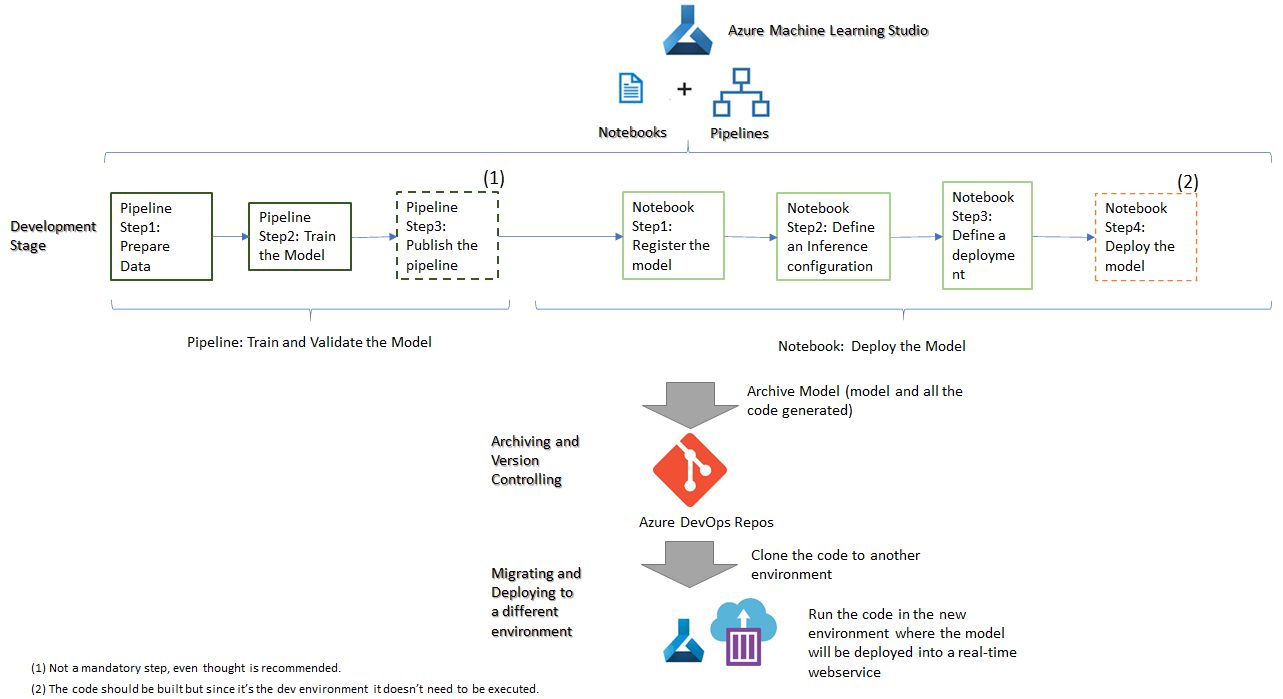 Azure Machine Learning Studio
+
Notebooks
Pipelines
Development
Stage
Pipeline
Step1:
Prepare
Data
Pipeline
Step2: Train
the Model
(1)
Pipeline
Step3:
Publish the
pipeline
Notebook
Step1:
Register the
model
Notebook
Step2: Define
an Inference
configuration
Notebook
Step3:
Define a
deployme
nt
(2)
Notebook
Step4:
Deploy the
model
Pipeline: Train and Validate the Model
Notebook: Deploy the Model
Archive Model (model and all the
code generated)
Archiving and
Version
Controlling
Azure DevOps Repos
Clone the code to another
environment
Migrating and
Deploying to
a different
environment
Run the code in the new
environment where the model
will be deployed into a real-time
webservice
(1) Not a mandatory step, even thought is recommended.
(2) The code should be built but since it's the dev environment it doesn't need to be executed.